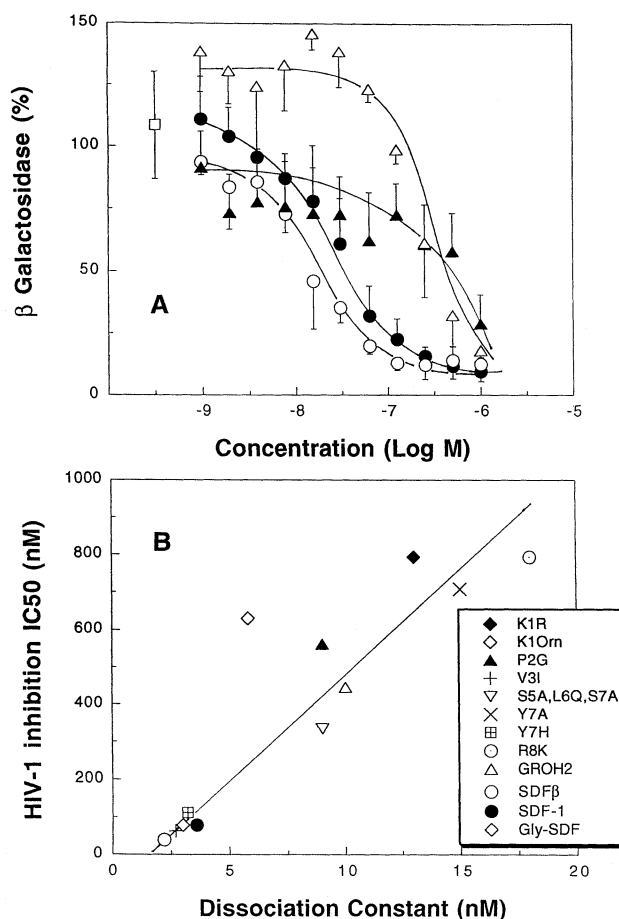 150
100
50
0
β Galactosidase (%)
A
-9
-8
-7
-6
-5
Concentration (Log M)
1000
800
600
400
200
0
HIV-1 inhibition IC50 (nM)
B
K1R
K1Orn
P2G
V3I
S5A,L6Q,S7A
Y7A
Y7H
R8K
GROH2
SDFβ
SDF-1
Gly-SDF
0
5
10
15
20
Dissociation Constant (nM)